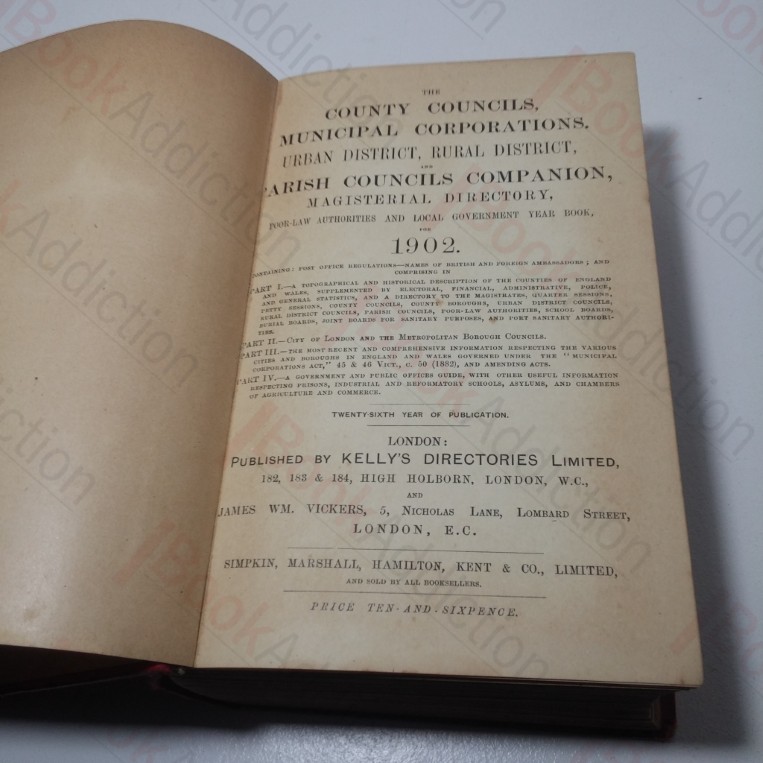 THE
COUNTY COUNCILS,
MUNICIPAL CORPORATIONS.
URBAN DISTRICT, RURAL DISTRICT,
AND
PARISH COUNCILS COMPANION,
MAGISTERIAL DIRECTORY,
POOR-LAW AUTHORITIES AND LOCAL GOVERNMENT YEAR BOOK,
FOR
1902.
CONTAINING: POST OFFICE REGULATIONS—NAMES OF BRITISH AND FOREIGN AMBASSADORS; AND
COMPRISING IN
PART I.—A TOPOGRAPHICAL AND HISTORICAL DESCRIPTION OF THE COUNTIES OF ENGLAND
AND WALES, SUPPLEMENTED BY ELECTORAL, FINANCIAL, ADMINISTRATIVE, POLICE,
AND GENERAL STATISTICS, AND A DIRECTORY TO THE MAGISTRATES, QUARTER SESSIONS,
PETTY SESSIONS, COUNTY COUNCILS, COUNTY BOROUGHS, URBAN DISTRICT COUNCILS,
RURAL DISTRICT COUNCILS, PARISH COUNCILS, POOR-LAW AUTHORITIES, SCHOOL BOARDS,
BURIAL BOARDS, JOINT BOARDS FOR SANITARY PURPOSES, AND PORT SANITARY AUTHORI-
TIES.
PART II.—CITY OF LONDON AND THE METROPOLITAN BOROUGH COUNCILS.
PART III.—THE MOST RECENT AND COMPREHENSIVE INFORMATION RESPECTING THE VARIOUS
CITIES AND BOROUGHS IN ENGLAND AND WALES GOVERNED UNDER THE "MUNICIPAL
CORPORATIONS ACT," 45 & 46 VICT., C. 50 (1882), AND AMENDING ACTS.
PART IV.—A GOVERNMENT AND PUBLIC OFFICES GUIDE, WITH OTHER USEFUL INFORMATION
RESPECTING PRISONS, INDUSTRIAL AND REFORMATORY SCHOOLS, ASYLUMS, AND CHAMBERS
OF AGRICULTURE AND COMMERCE.
TWENTY-SIXTH YEAR OF PUBLICATION.
LONDON:
PUBLISHED BY KELLY'S DIRECTORIES LIMITED,
182, 183 & 184, HIGH HOLBORN, LONDON, W.C.,
AND
JAMES WM. VICKERS, 5, NICHOLAS LANE, LOMBARD STREET,
LONDON, E.C.
SIMPKIN, MARSHALL, HAMILTON, KENT & CO., LIMITED,
AND SOLD BY ALL BOOKSELLERS.
PRICE TEN-AND-SIXPENCE.
BookAddiction